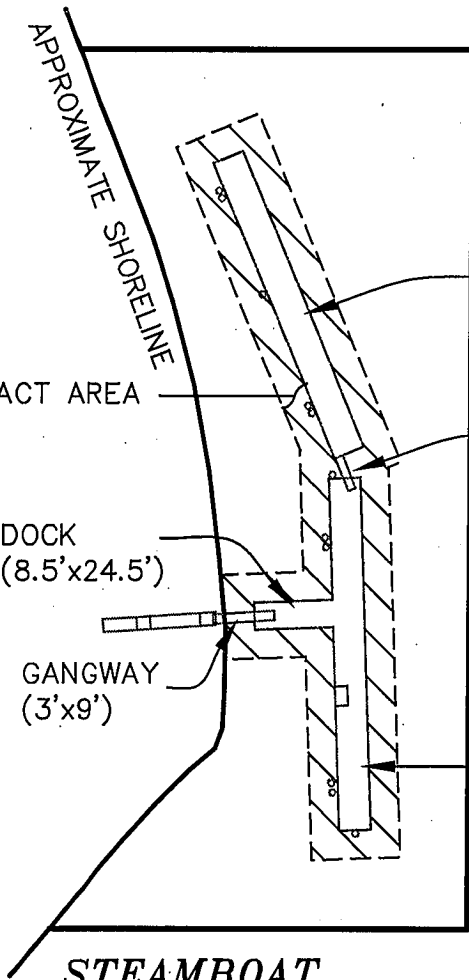 APPROXIMATE SHORELINE
ACT AREA
DOCK
(8.5'x24.5')
GANGWAY
(3'x9')
STEAMBOAT